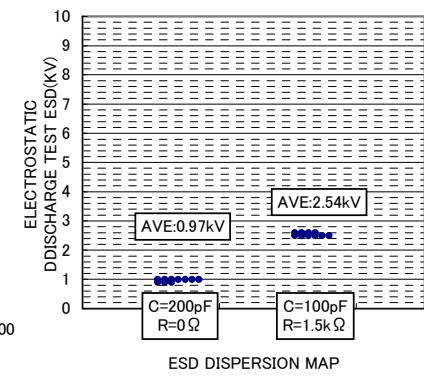 ELECTROSTATIC
DDISCHARGE TEST ESD(KV)
10
9
8
7
6
5
4
3
2
1
0
AVE:0.97kV
AVE:2.54kV
C=200pF
R=0Ω
C=100pF
R=1.5kΩ
00
ESD DISPERSION MAP